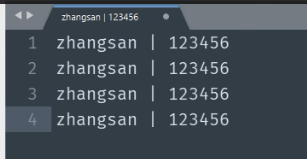 zhangsan | 123456
1 zhangsan | 123456
2 zhangsan | 123456
3 zhangsan | 123456
4 zhangsan | 123456